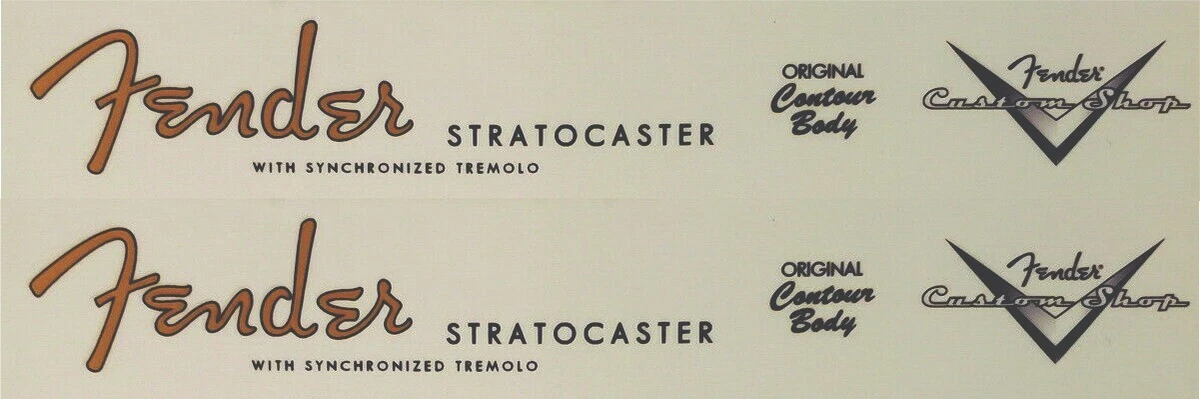 Fender STRATOCASTER
WITH SYNCHRONIZED TREMOLO
ORIGINAL
Contour
Body
Fender
Custom Shop
Fender STRATOCASTER
WITH SYNCHRONIZED TREMOLO
ORIGINAL
Contour
Body
Fender
Custom Shop